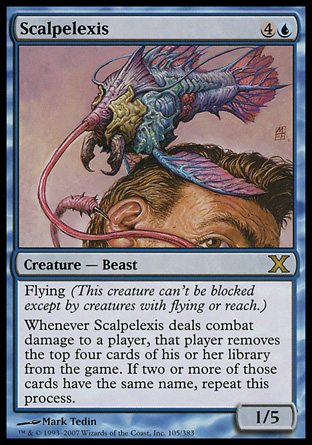 Scalpelexis 4
Creature — Beast X
Flying (This creature can't be blocked
except by creatures with flying or reach.)
Whenever Scalpelexis deals combat
damage to a player, that player removes
the top four cards of his or her library
from the game. If two or more of those
cards have the same name, repeat this
process.
Mark Tedin
™ & © 1993–2007 Wizards of the Coast, Inc. 105/383
1/5